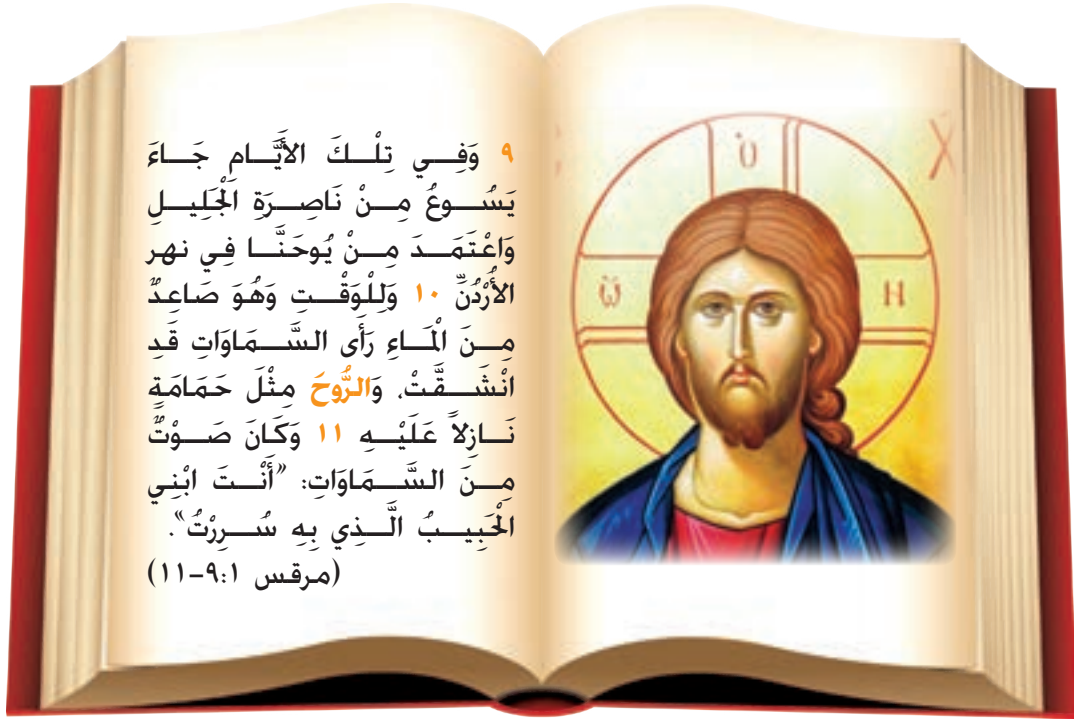 ٩ وَفِي تِلْكَ الأَيَّامِ جَاءَ
يَسُوعُ مِنْ نَاصِرَةِ الْجَلِيلِ
وَاعْتَمَدَ مِنْ يُوحَنَّا فِي نهر
الأُرْدُنِّ ١٠ وَلِلْوَقْتِ وَهُوَ صَاعِدٌ
مِنَ الْمَاءِ رَأَى السَّمَاوَاتِ قَدِ
انْشَقَّتْ، وَالرُّوحَ مِثْلَ حَمَامَةٍ
نَازِلاً عَلَيْهِ ١١ وَكَانَ صَوْتٌ
مِنَ السَّمَاوَاتِ: "أَنْتَ ابْنِي
الْحَبِيبُ الَّذِي بِهِ سُرِرْتُ".
(مرقس ٩:١-١١)
Χ
ὁ
ὤ
Η